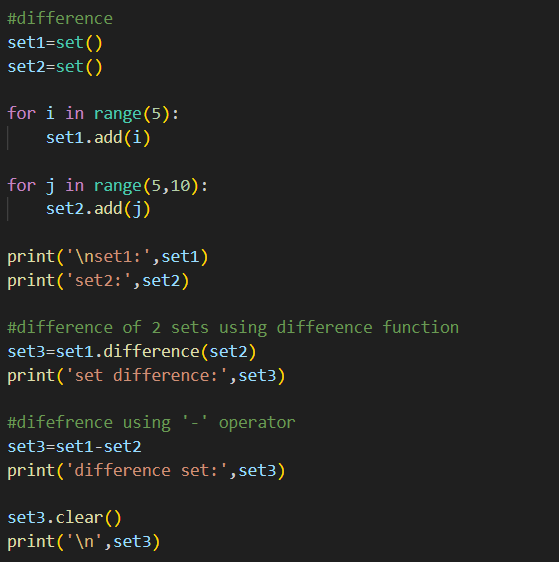 #difference
set1=set()
set2=set()
for i in range(5):
    set1.add(i)
for j in range(5,10):
    set2.add(j)
print('\nset1:',set1)
print('set2:',set2)
#difference of 2 sets using difference function
set3=set1.difference(set2)
print('set difference:',set3)
#difefrence using '-' operator
set3=set1-set2
print('difference set:',set3)
set3.clear()
print('\n',set3)